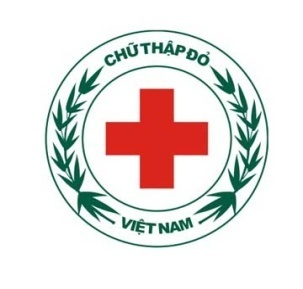 CHỮ THẬP ĐỎ
VIỆT NAM